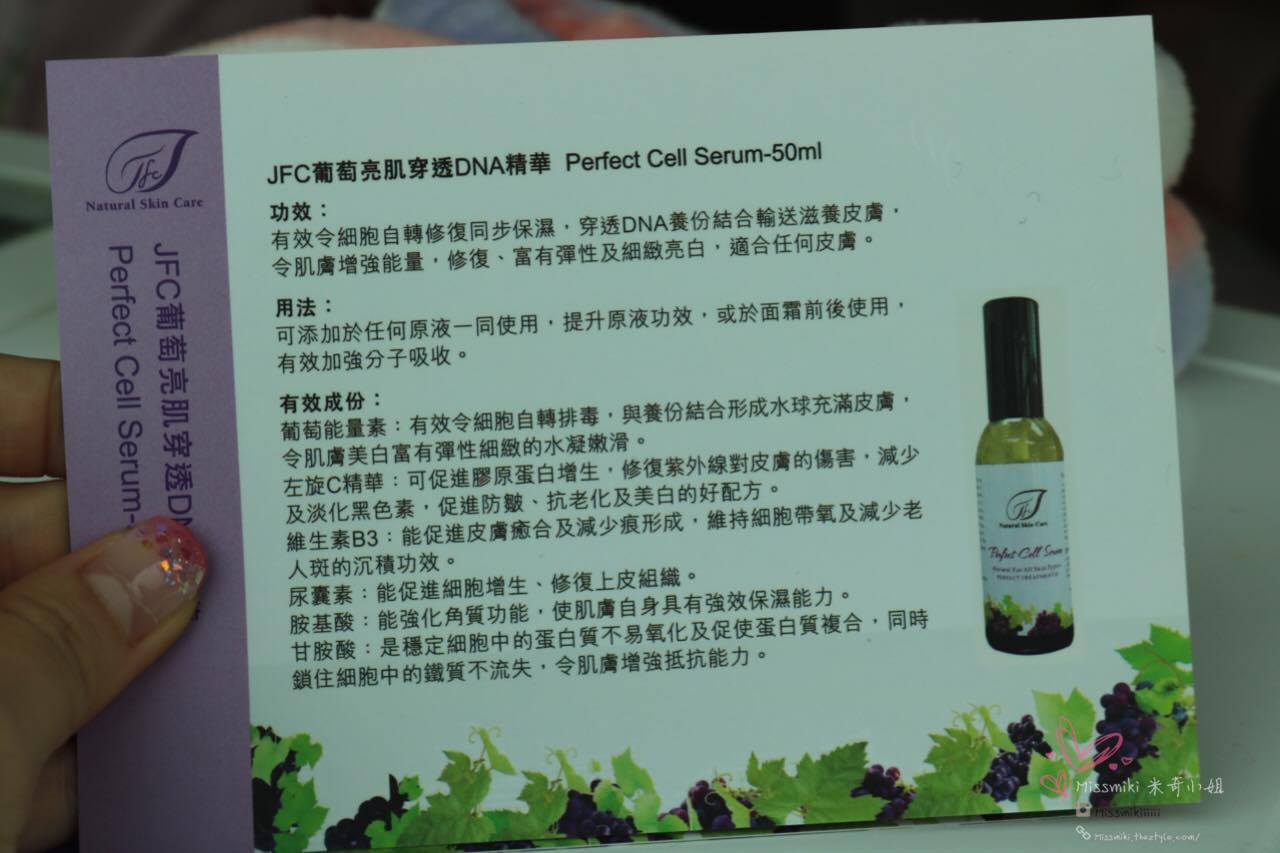 Jfc
Natural Skin Care
JFC葡萄亮肌穿透DN
Perfect Cell Serum-
JFC葡萄亮肌穿透DNA精華 Perfect Cell Serum-50ml
功效：
有效令細胞自轉修復同步保濕，穿透DNA養份結合輸送滋養皮膚，
令肌膚增強能量，修復、富有彈性及細緻亮白，適合任何皮膚。
用法：
可添加於任何原液一同使用，提升原液功效，或於面霜前後使用，
有效加強分子吸收。
有效成份：
葡萄能量素：有效令細胞自轉排毒，與養份結合形成水球充滿皮膚，
令肌膚美白富有彈性細緻的水凝嫩滑。
左旋C精華：可促進膠原蛋白增生，修復紫外線對皮膚的傷害，減少
及淡化黑色素，促進防皺、抗老化及美白的好配方。
維生素B3：能促進皮膚癒合及減少痕形成，維持細胞帶氧及減少老
人斑的沉積功效。
尿囊素：能促進細胞增生、修復上皮組織。
胺基酸：能強化角質功能，使肌膚自身具有強效保濕能力。
甘胺酸：是穩定細胞中的蛋白質不易氧化及促使蛋白質複合，同時
鎖住細胞中的鐵質不流失，令肌膚增強抵抗能力。
Natural Skin Care
Perfect Cell Serum
PERFECT TREATMENT
Missmiki 米奇小姐
Missmikiiiiii
Missmiki.thestyle.com/